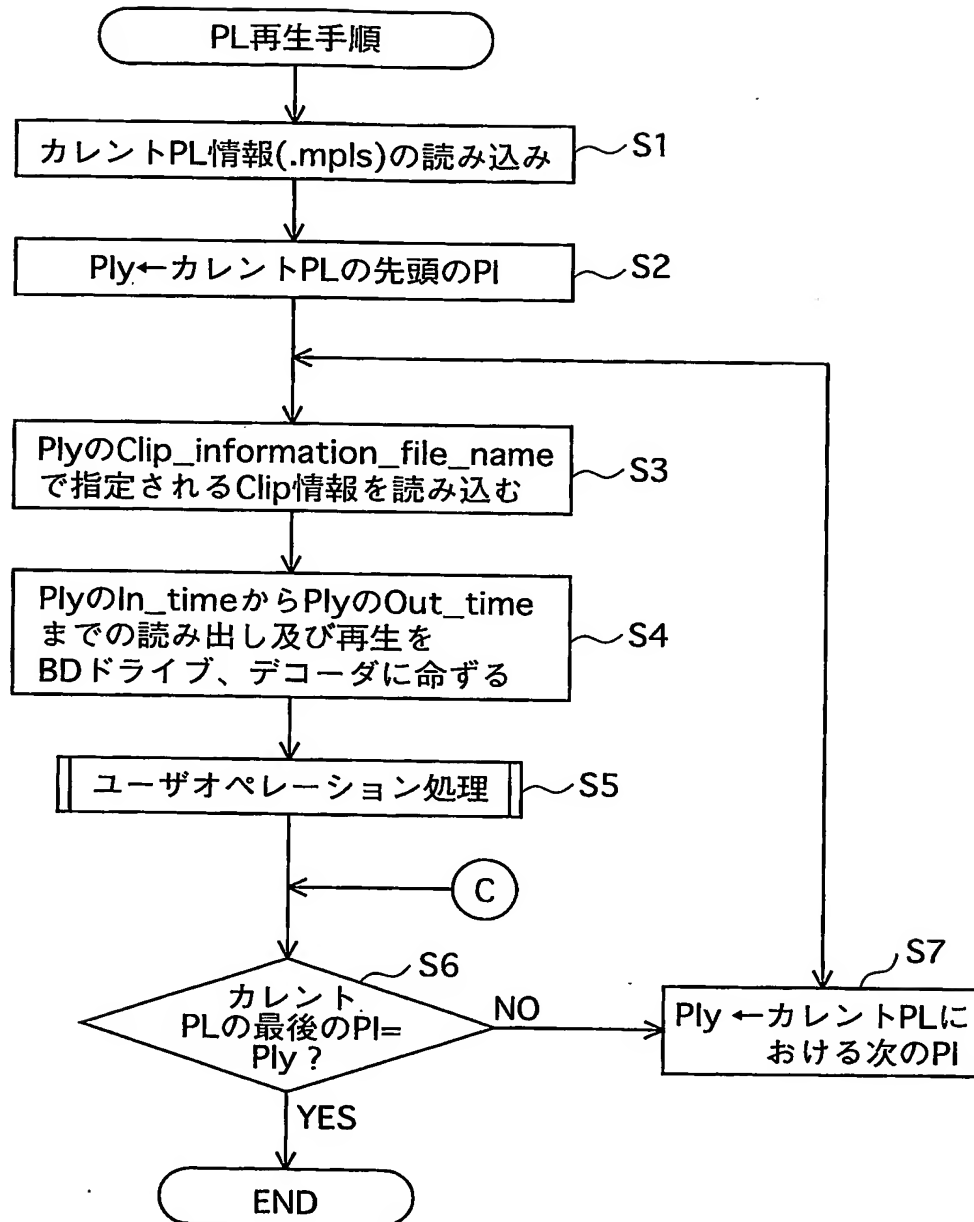 PL再生手順
カレントPL情報(.mpls)の読み込み
S1
PIy←カレントPLの先頭のPI
S2
PIyのClip_information_file_name
で指定されるClip情報を読み込む
S3
PIyのIn_timeからPIyのOut_time
までの読み出し及び再生を
BDドライブ、デコーダに命ずる
S4
ユーザオペレーション処理
S5
C
S6
カレント
PLの最後のPI=
PIy ?
NO
S7
PIy ←カレントPLに
おける次のPI
YES
END